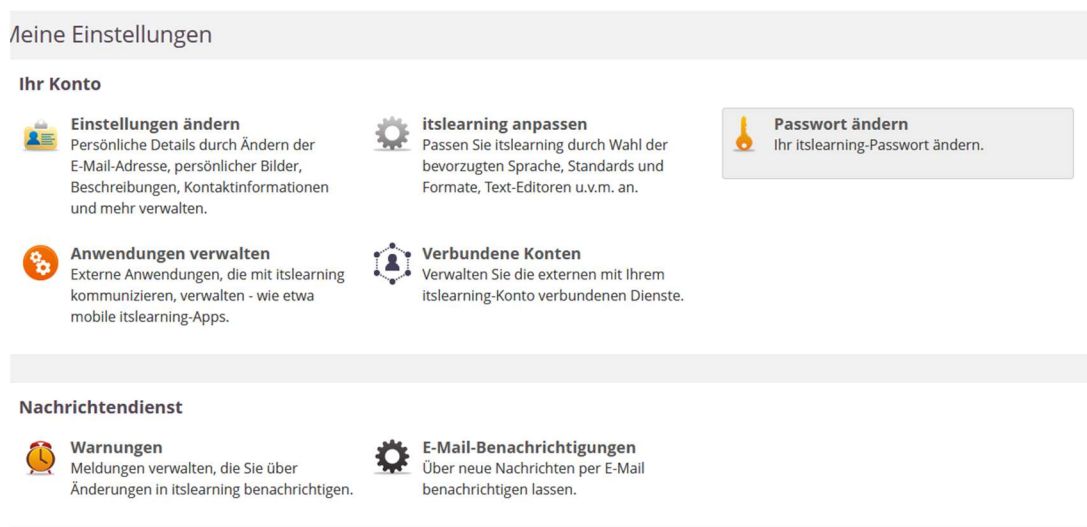 Meine Einstellungen
Ihr Konto
Einstellungen ändern
Persönliche Details durch Ändern der
E-Mail-Adresse, persönlicher Bilder,
Beschreibungen, Kontaktinformationen
und mehr verwalten.
itslearning anpassen
Passen Sie itslearning durch Wahl der
bevorzugten Sprache, Standards und
Formate, Text-Editoren u.v.m. an.
Passwort ändern
Ihr itslearning-Passwort ändern.
Anwendungen verwalten
Externe Anwendungen, die mit itslearning
kommunizieren, verwalten - wie etwa
mobile itslearning-Apps.
Verbundene Konten
Verwalten Sie die externen mit Ihrem
itslearning-Konto verbundenen Dienste.
Nachrichtendienst
Warnungen
Meldungen verwalten, die Sie über
Änderungen in itslearning benachrichtigen.
E-Mail-Benachrichtigungen
Über neue Nachrichten per E-Mail
benachrichtigen lassen.